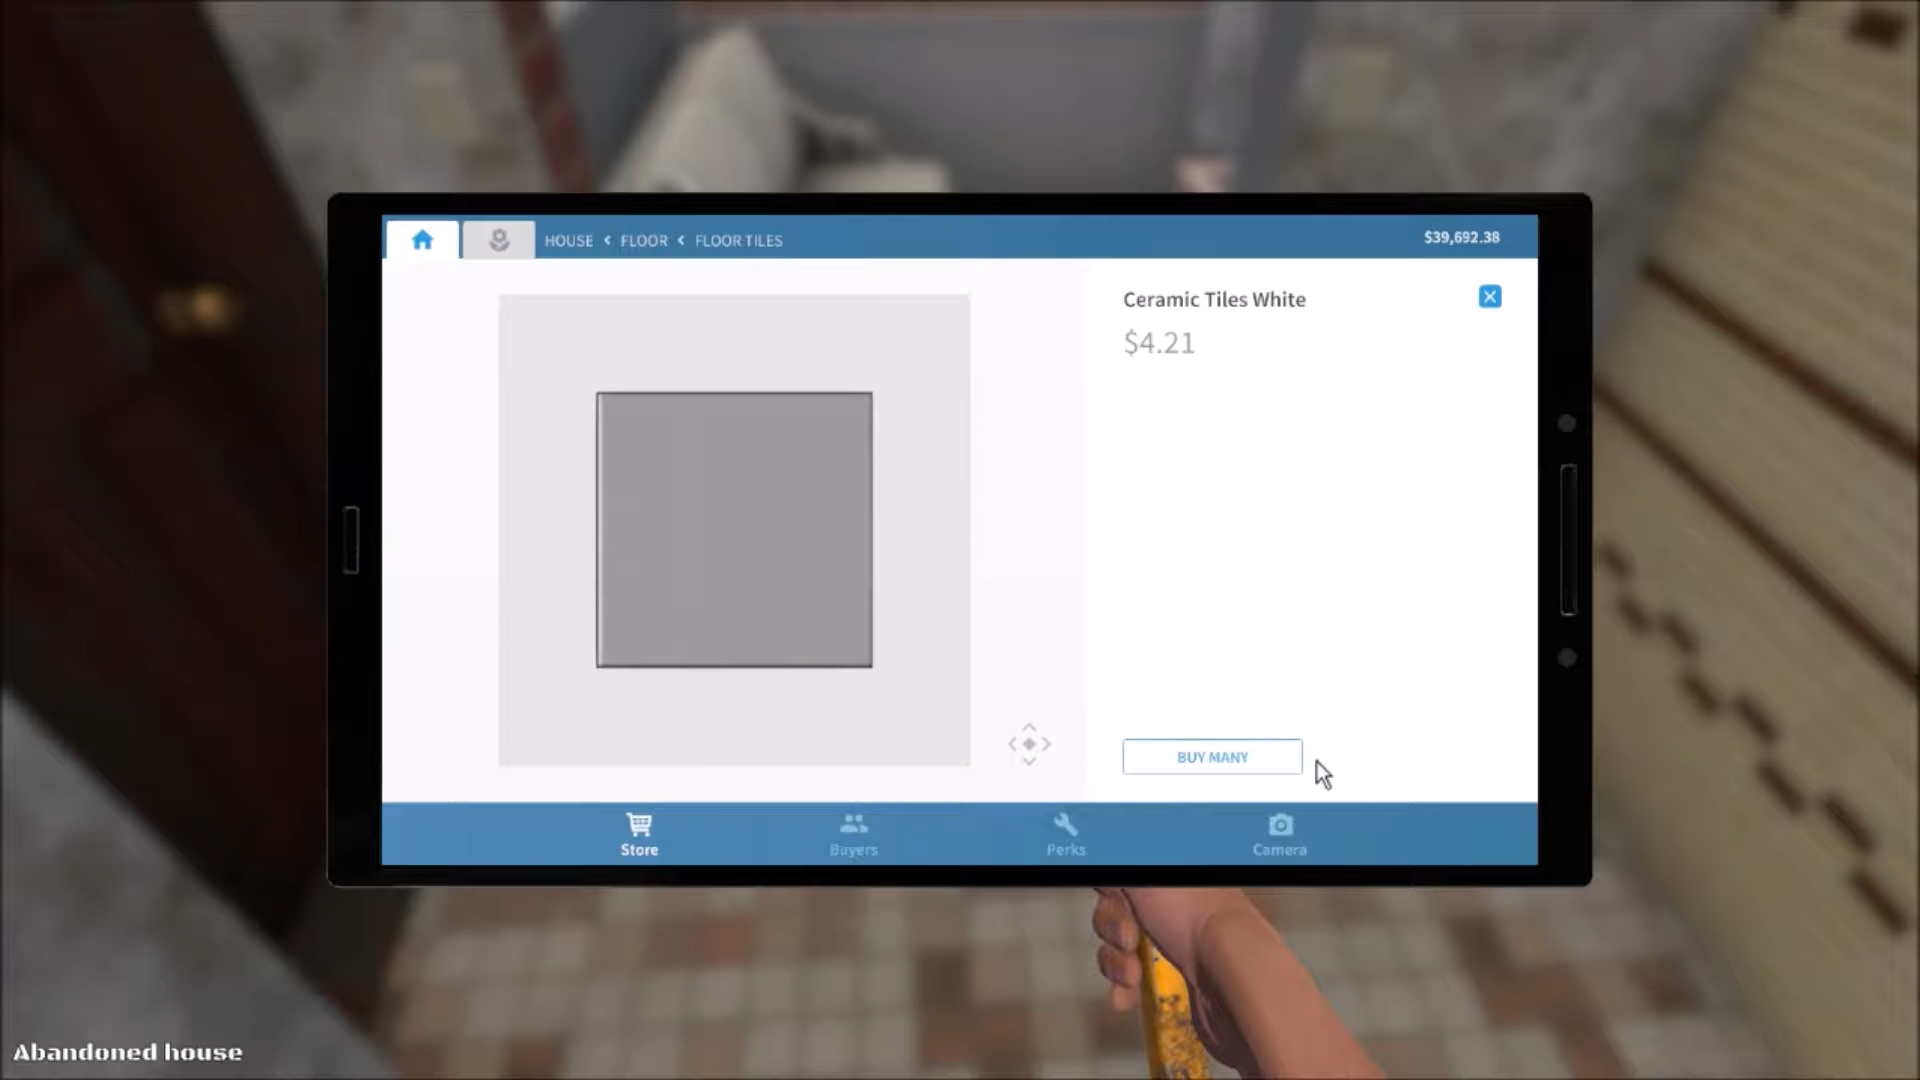 HOUSE < FLOOR < FLOOR TILES
$39,692.38
Ceramic Tiles White
$4.21
BUY MANY
Store
Buyers
Perks
Camera
Abandoned house